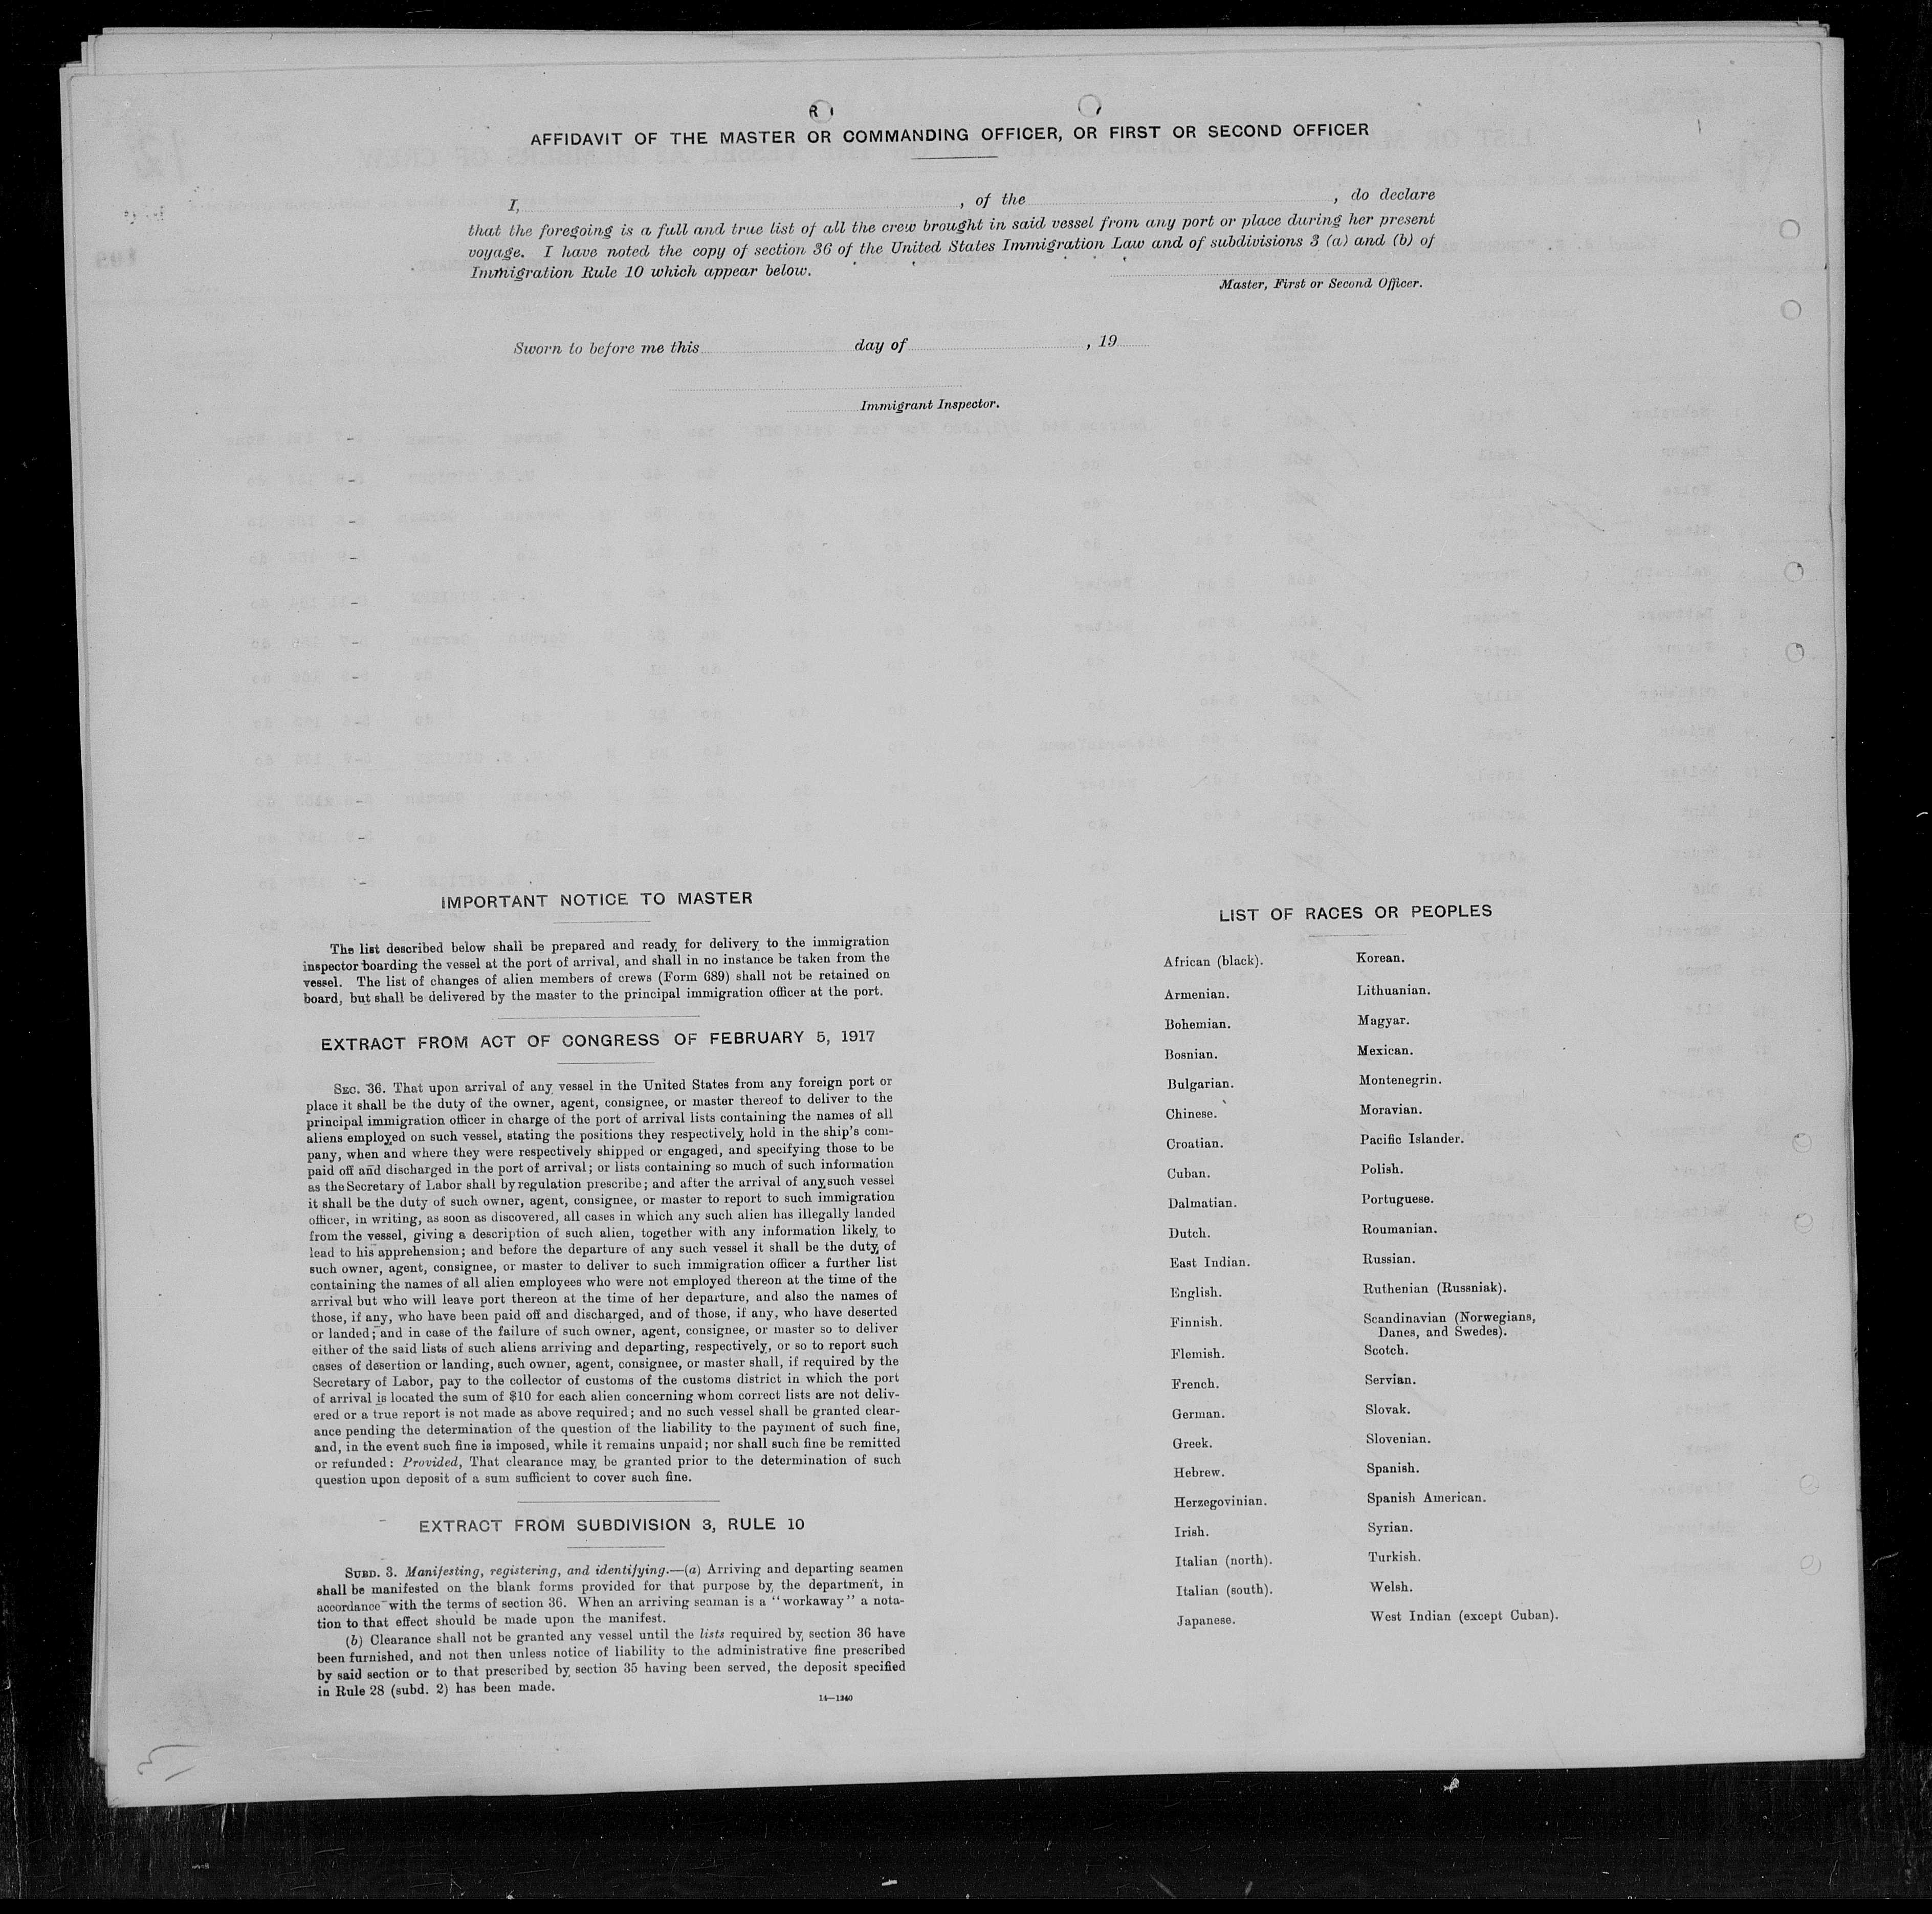 AFFIDAVIT OF THE MASTER OR COMMANDING OFFICER, OR FIRST OR SECOND OFFICER
I, , of the , do declare
that the foregoing is a full and true list of all the crew brought in said vessel from any port or place during her present
voyage. I have noted the copy of section 36 of the United States Immigration Law and of subdivisions 3 (a) and (b) of
Immigration Rule 10 which appear below.
Master, First or Second Officer.
Sworn to before me this day of , 19
Immigrant Inspector.
IMPORTANT NOTICE TO MASTER
The list described below shall be prepared and ready for delivery to the immigration
inspector boarding the vessel at the port of arrival, and shall in no instance be taken from the
vessel. The list of changes of alien members of crews (Form 689) shall not be retained on
board, but shall be delivered by the master to the principal immigration officer at the port.
EXTRACT FROM ACT OF CONGRESS OF FEBRUARY 5, 1917
SEC. 36. That upon arrival of any vessel in the United States from any foreign port or
place it shall be the duty of the owner, agent, consignee, or master thereof to deliver to the
principal immigration officer in charge of the port of arrival lists containing the names of all
aliens employed on such vessel, stating the positions they respectively hold in the ship's com-
pany, when and where they were respectively shipped or engaged, and specifying those to be
paid off and discharged in the port of arrival; or lists containing so much of such information
as the Secretary of Labor shall by regulation prescribe; and after the arrival of any such vessel
it shall be the duty of such owner, agent, consignee, or master to report to such immigration
officer, in writing, as soon as discovered, all cases in which any such alien has illegally landed
from the vessel, giving a description of such alien, together with any information likely to
lead to his apprehension; and before the departure of any such vessel it shall be the duty of
such owner, agent, consignee, or master to deliver to such immigration officer a further list
containing the names of all alien employees who were not employed thereon at the time of the
arrival but who will leave port thereon at the time of her departure, and also the names of
those, if any, who have been paid off and discharged, and of those, if any, who have deserted
or landed; and in case of the failure of such owner, agent, consignee, or master so to deliver
either of the said lists of such aliens arriving and departing, respectively, or so to report such
cases of desertion or landing, such owner, agent, consignee, or master shall, if required by the
Secretary of Labor, pay to the collector of customs of the customs district in which the port
of arrival is located the sum of $10 for each alien concerning whom correct lists are not deliv-
ered or a true report is not made as above required; and no such vessel shall be granted clear-
ance pending the determination of the question of the liability to the payment of such fine,
and, in the event such fine is imposed, while it remains unpaid; nor shall such fine be remitted
or refunded: Provided, That clearance may be granted prior to the determination of such
question upon deposit of a sum sufficient to cover such fine.
EXTRACT FROM SUBDIVISION 3, RULE 10
SUBD. 3. Manifesting, registering, and identifying.—(a) Arriving and departing seamen
shall be manifested on the blank forms provided for that purpose by the department, in
accordance with the terms of section 36. When an arriving seaman is a "workaway" a nota-
tion to that effect should be made upon the manifest.
(b) Clearance shall not be granted any vessel until the lists required by section 36 have
been furnished, and not then unless notice of liability to the administrative fine prescribed
by said section or to that prescribed by section 35 having been served, the deposit specified
in Rule 28 (subd. 2) has been made.
14—1240
LIST OF RACES OR PEOPLES
African (black).
Armenian.
Bohemian.
Bosnian.
Bulgarian.
Chinese.
Croatian.
Cuban.
Dalmatian.
Dutch.
East Indian.
English.
Finnish.
Flemish.
French.
German.
Greek.
Hebrew.
Herzegovinian.
Irish.
Italian (north).
Italian (south).
Japanese.
Korean.
Lithuanian.
Magyar.
Mexican.
Montenegrin.
Moravian.
Pacific Islander.
Polish.
Portuguese.
Roumanian.
Russian.
Ruthenian (Russniak).
Scandinavian (Norwegians,
Danes, and Swedes).
Scotch.
Servian.
Slovak.
Slovenian.
Spanish.
Spanish American.
Syrian.
Turkish.
Welsh.
West Indian (except Cuban).